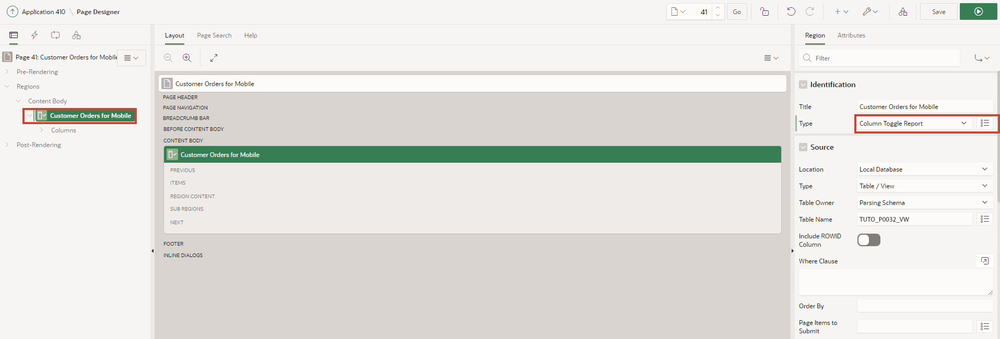 Application 410 \ Page Designer
41
Go
Save
Page 41: Customer Orders for Mobile
Pre-Rendering
Regions
Content Body
Customer Orders for Mobile
Columns
Post-Rendering
Layout Page Search Help
Customer Orders for Mobile
PAGE HEADER
PAGE NAVIGATION
BREADCRUMB BAR
BEFORE CONTENT BODY
CONTENT BODY
Customer Orders for Mobile
PREVIOUS
ITEMS
REGION CONTENT
SUB REGIONS
NEXT
FOOTER
INLINE DIALOGS
Region Attributes
Filter
Identification
Title Customer Orders for Mobile
Type Column Toggle Report
Source
Location Local Database
Type Table / View
Table Owner Parsing Schema
Table Name TUTO_P0032_VW
Include ROWID
Column
Where Clause
Order By
Page Items to
Submit